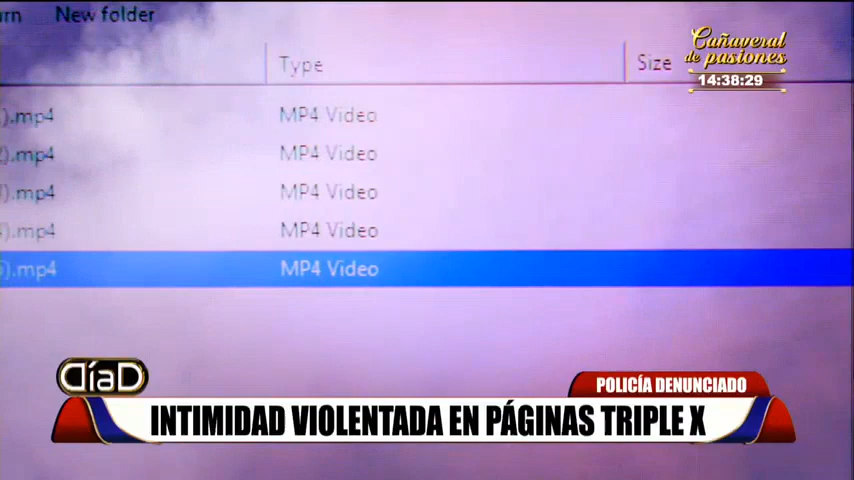 New folder
Type
Size
Cañaveral
de pasiones
14:38:29
).mp4
MP4 Video
).mp4
MP4 Video
).mp4
MP4 Video
).mp4
MP4 Video
).mp4
MP4 Video
DíaD
POLICÍA DENUNCIADO
INTIMIDAD VIOLENTADA EN PÁGINAS TRIPLE X